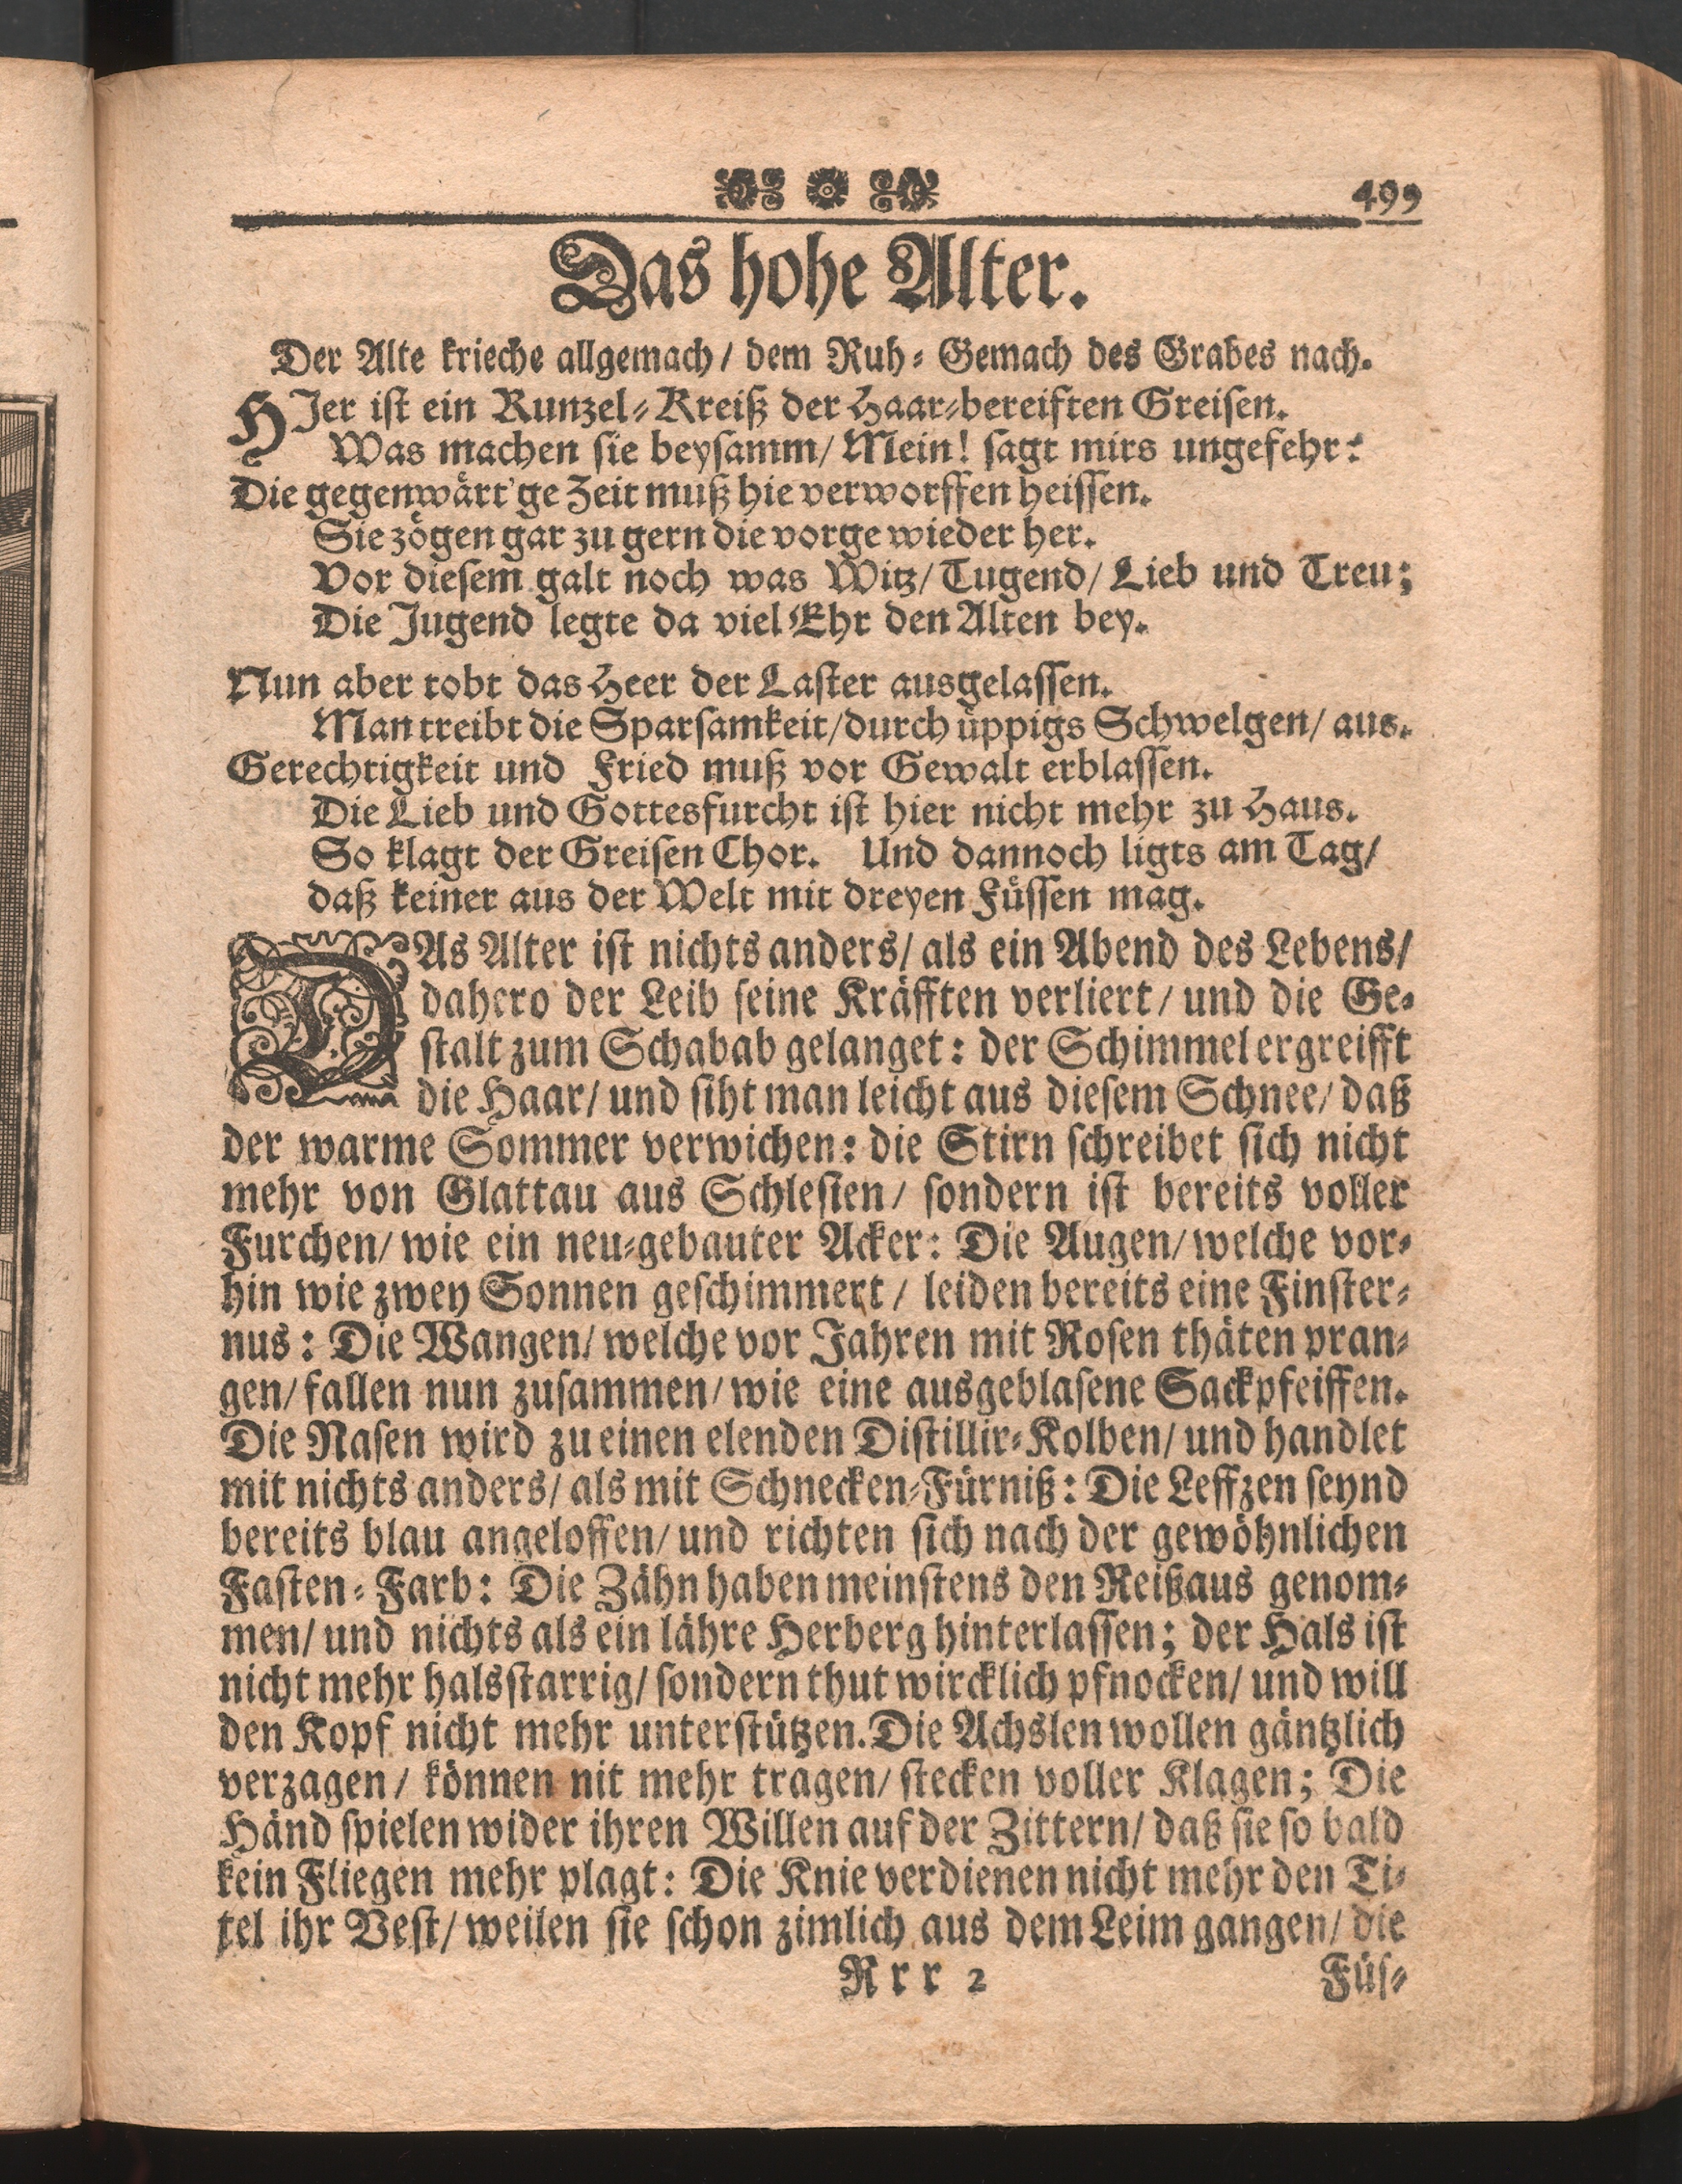 499
Das hohe Alter.
Der Alte krieche allgemach/ dem Ruh-Gemach des Grabes nach.
HIer ist ein Runzel-Kreiß der Haar-bereiften Greisen.
Was machen sie beysamm/ Mein! sagt mirs ungefehr?
Die gegenwärt'ge Zeit muß hie verworffen heissen.
Sie zögen gar zu gern die vorge wieder her.
Vor diesem galt noch was Witz/ Tugend/ Lieb und Treu;
Die Jugend legte da viel Ehr den Alten bey.
Nun aber tobt das Heer der Laster ausgelassen.
Man treibt die Sparsamkeit/ durch üppigs Schwelgen/ aus.
Gerechtigkeit und Fried muß vor Gewalt erblassen.
Die Lieb und Gottesfurcht ist hier nicht mehr zu Haus.
So klagt der Greisen Chor. Und dannoch ligts am Tag/
daß keiner aus der Welt mit dreyen Füssen mag.
DAs Alter ist nichts anders/ als ein Abend des Lebens/
dahero der Leib seine Kräfften verliert/ und die Ge-
stalt zum Schabab gelanget: der Schimmel ergreifft
die Haar/ und siht man leicht aus diesem Schnee/ daß
der warme Sommer verwichen: die Stirn schreibet sich nicht
mehr von Glattau aus Schlesien/ sondern ist bereits voller
Furchen/ wie ein neu-gebauter Acker: Die Augen/ welche vor-
hin wie zwey Sonnen geschimmert/ leiden bereits eine Finster-
nus: Die Wangen/ welche vor Jahren mit Rosen thäten pran-
gen/ fallen nun zusammen/ wie eine ausgeblasene Sackpfeiffen.
Die Nasen wird zu einen elenden Distillir-Kolben/ und handlet
mit nichts anders/ als mit Schnecken-Fürniß: Die Leffzen seynd
bereits blau angeloffen/ und richten sich nach der gewöhnlichen
Fasten-Farb: Die Zähn haben meinstens den Reißaus genom-
men/ und nichts als ein lähre Herberg hinterlassen; der Hals ist
nicht mehr halsstarrig/ sondern thut wircklich pfnocken/ und will
den Kopf nicht mehr unterstützen. Die Achslen wollen gäntzlich
verzagen/ können nit mehr tragen/ stecken voller Klagen; Die
Händ spielen wider ihren Willen auf der Zittern/ daß sie so bald
kein Fliegen mehr plagt: Die Knie verdienen nicht mehr den Ti-
tel ihr Vest/ weilen sie schon zimlich aus dem Leim gangen/ die
Rrr 2 Füs-